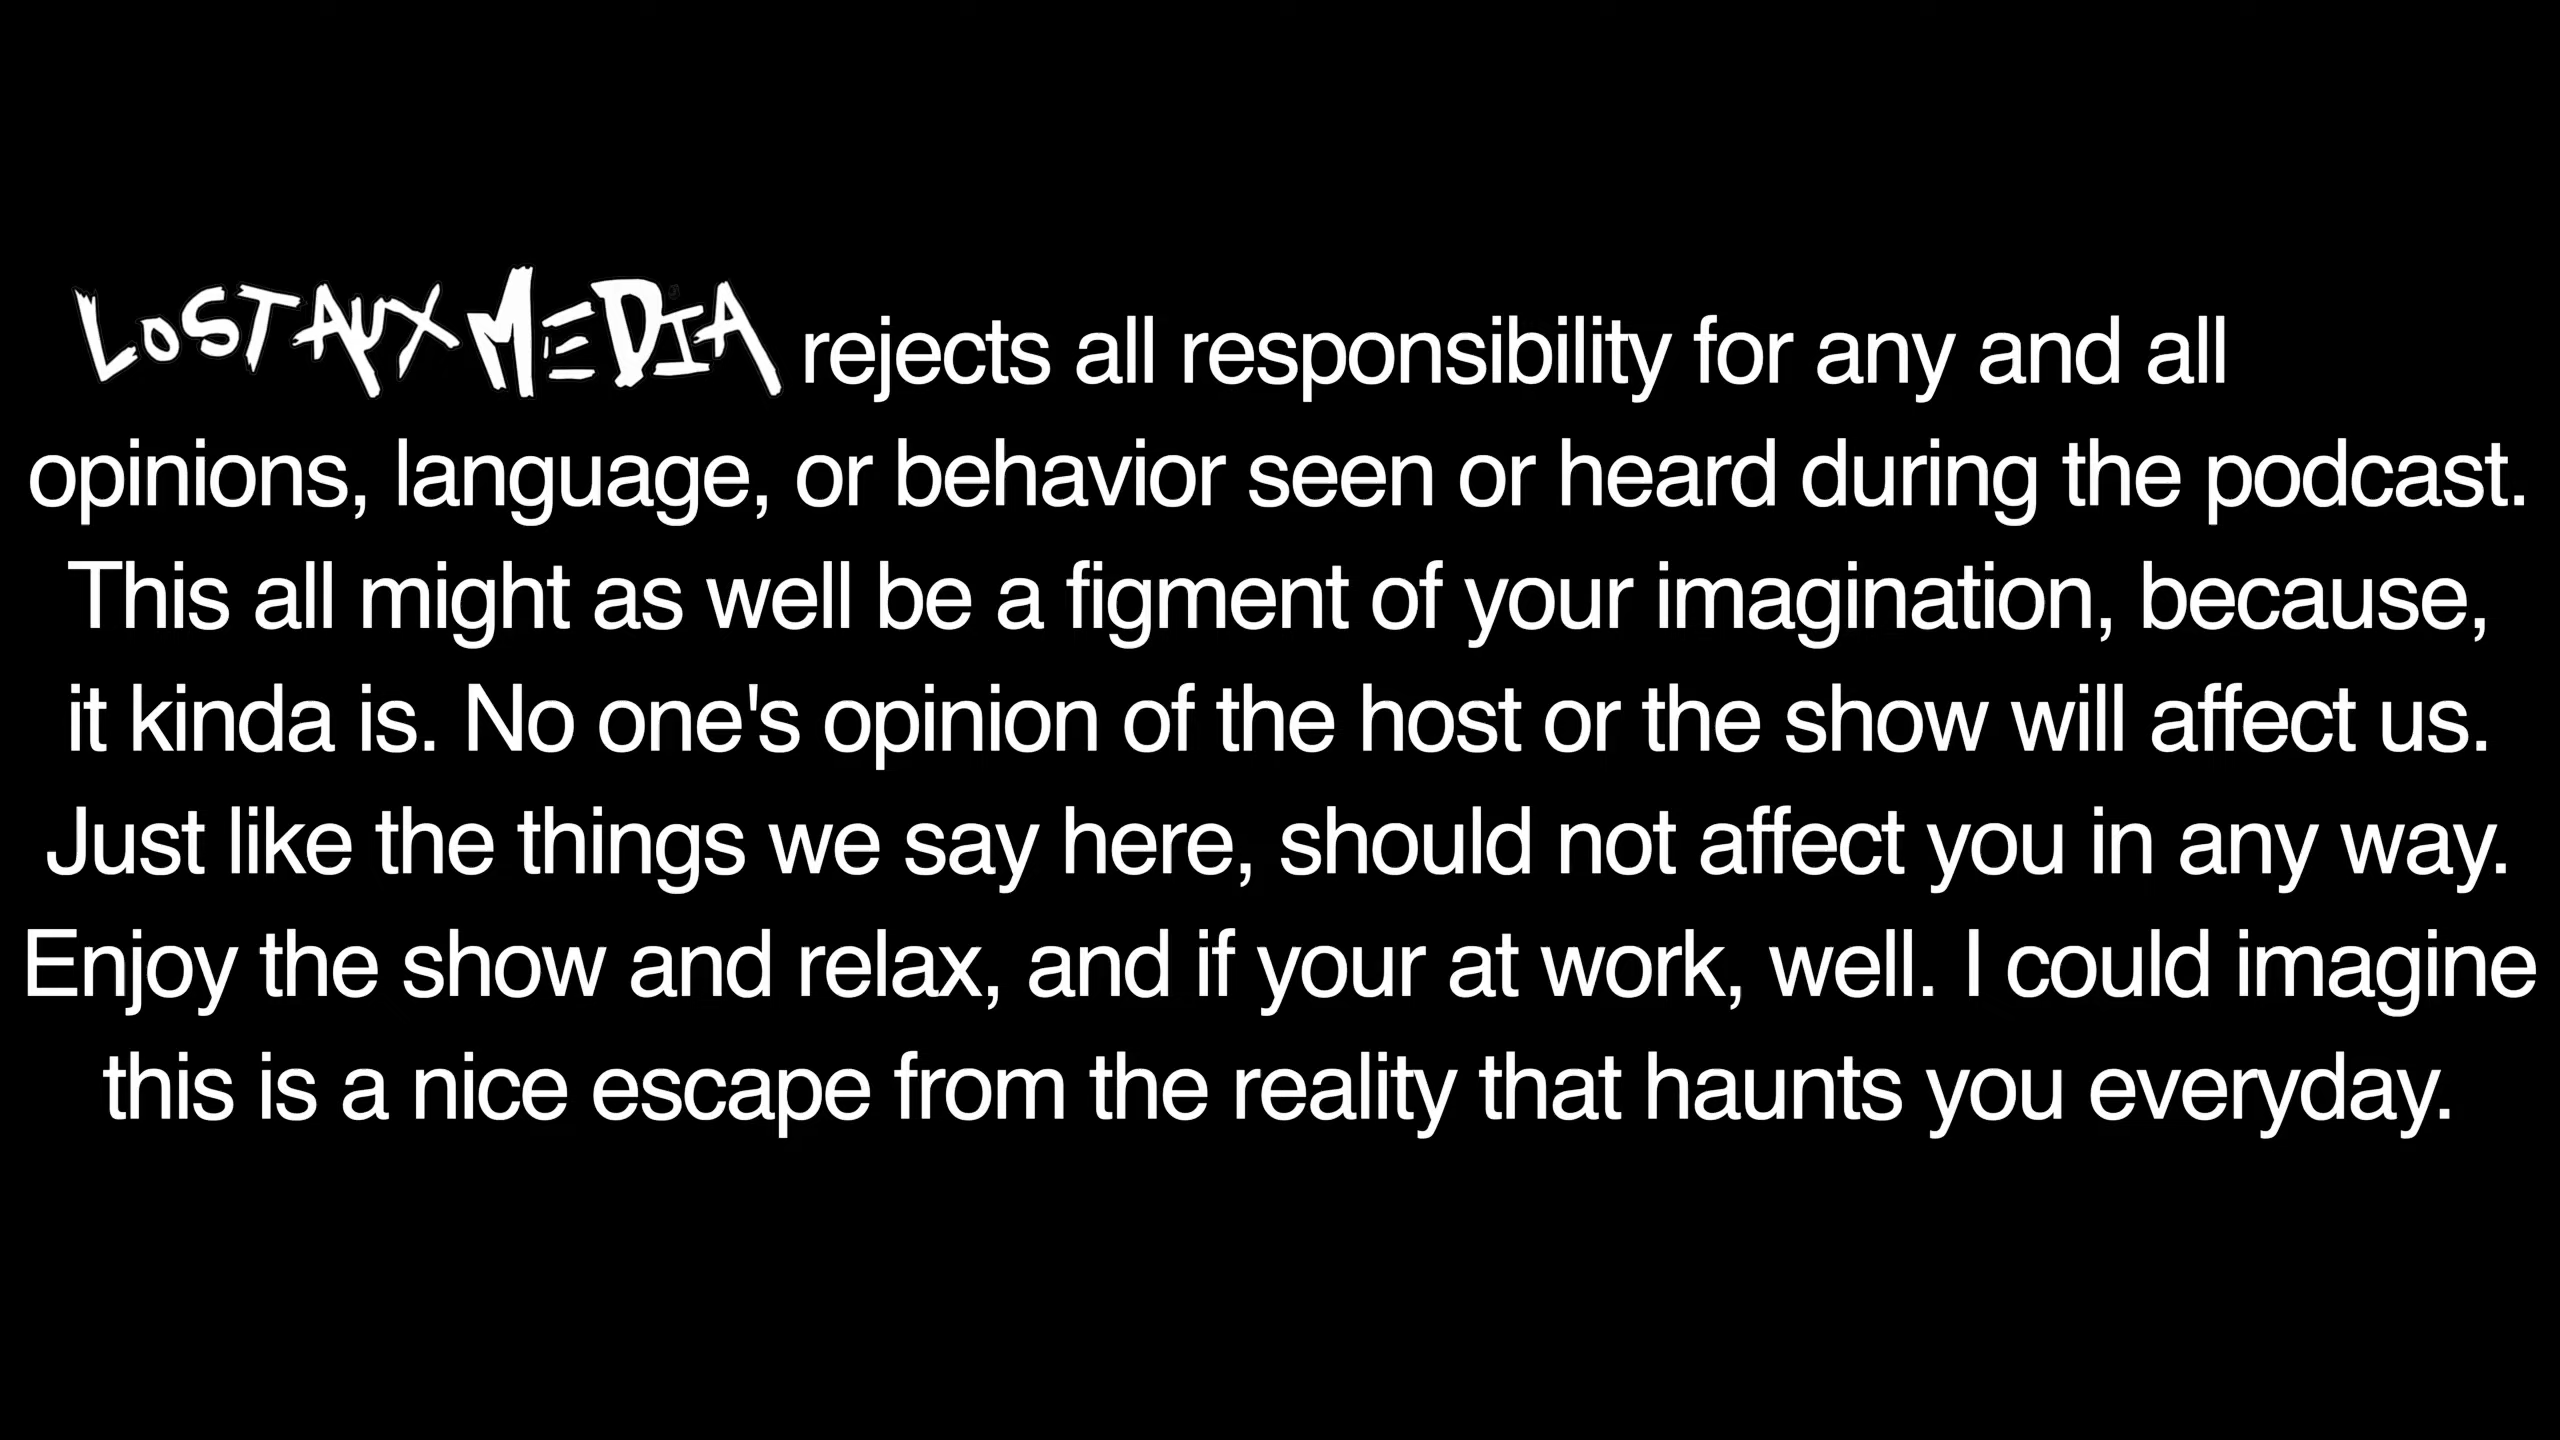 LOST AUX MEDIA rejects all responsibility for any and all
opinions, language, or behavior seen or heard during the podcast.
This all might as well be a figment of your imagination, because,
it kinda is. No one's opinion of the host or the show will affect us.
Just like the things we say here, should not affect you in any way.
Enjoy the show and relax, and if your at work, well. I could imagine
this is a nice escape from the reality that haunts you everyday.